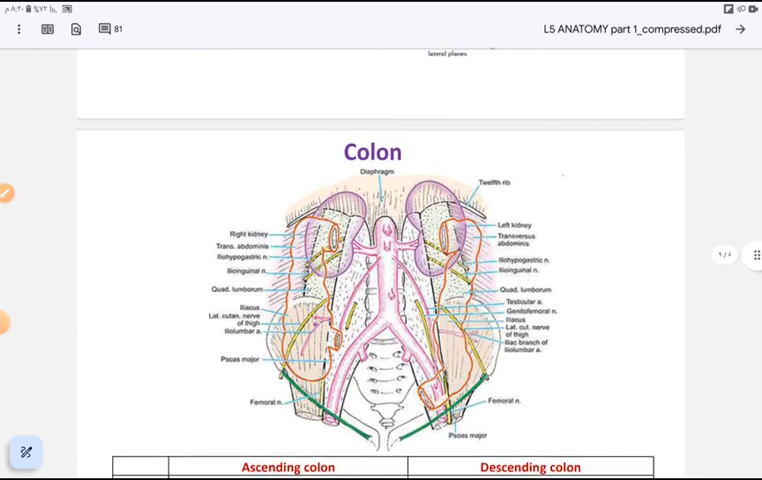 م ٨:٢٠ %٧٢
81
L5 ANATOMY part 1_compressed.pdf
lateral planes
Colon
Diaphragm
Twelfth rib
Right kidney
Trans. abdominis
Iliohypogastric n.
Ilioinguinal n.
Quad. lumborum
Iliacus
Lat. cutan. nerve
of thigh
Iliolumbar a.
Psoas major
Femoral n.
Left kidney
Transversus
abdominis
Iliohypogastric n.
Ilioinguinal n.
Quad. lumborum
Testicular a.
Genitofemoral n.
Iliacus
Lat. cut. nerve
of thigh
Iliac branch of
iliolumbar a.
Femoral n.
Psoas major
Ascending colon
Descending colon